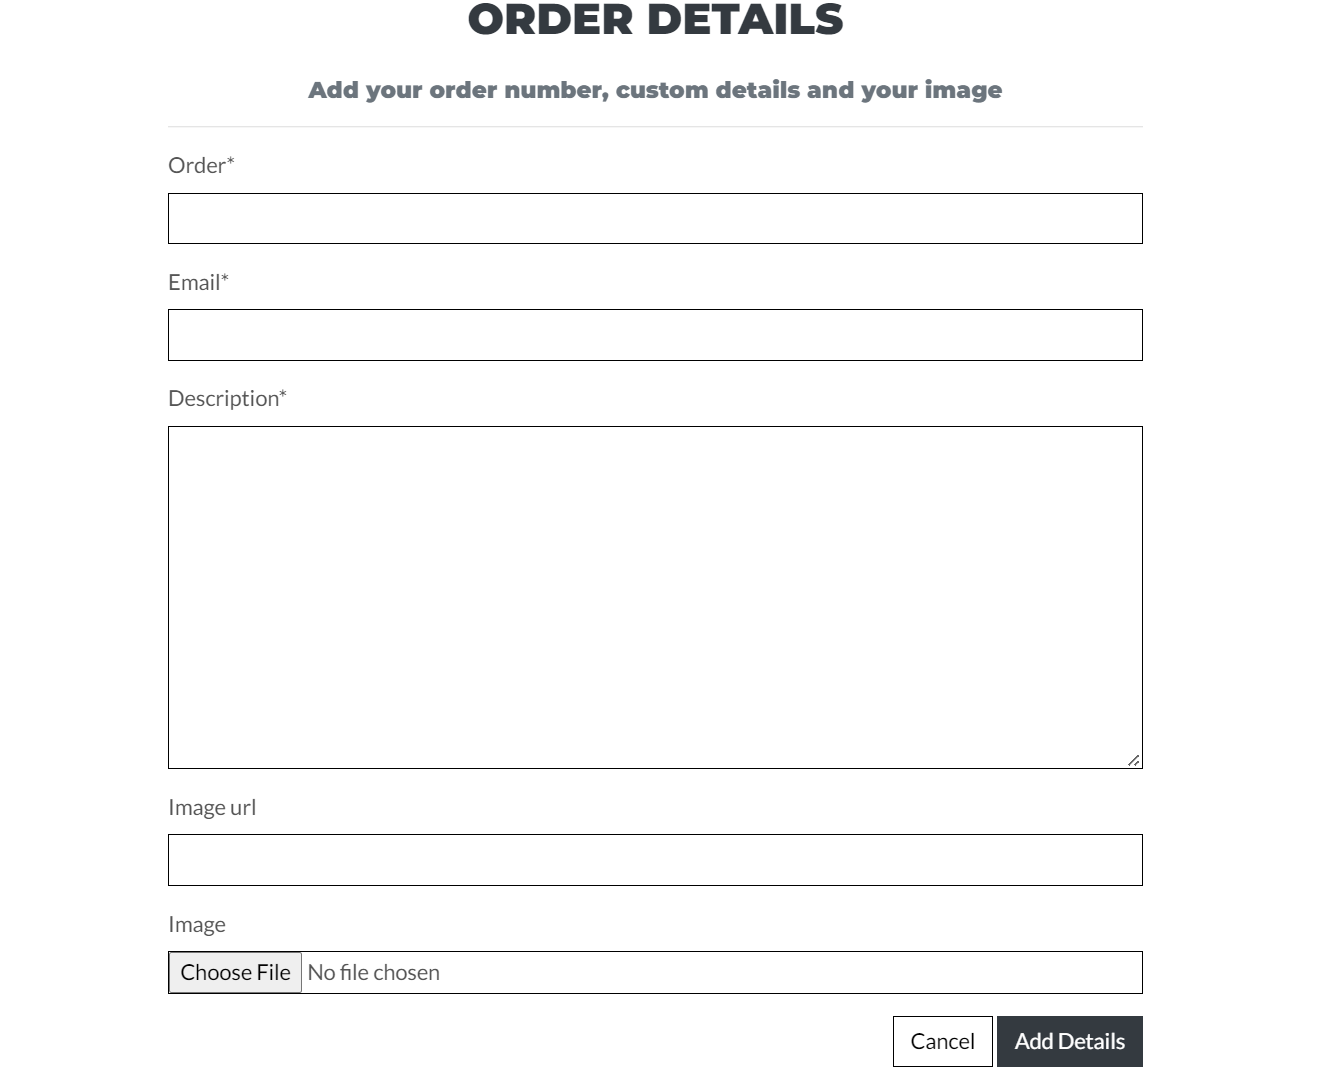 ORDER DETAILS
Add your order number, custom details and your image
Order*
Email*
Description*
Image url
Image
Choose File No file chosen
Cancel Add Details